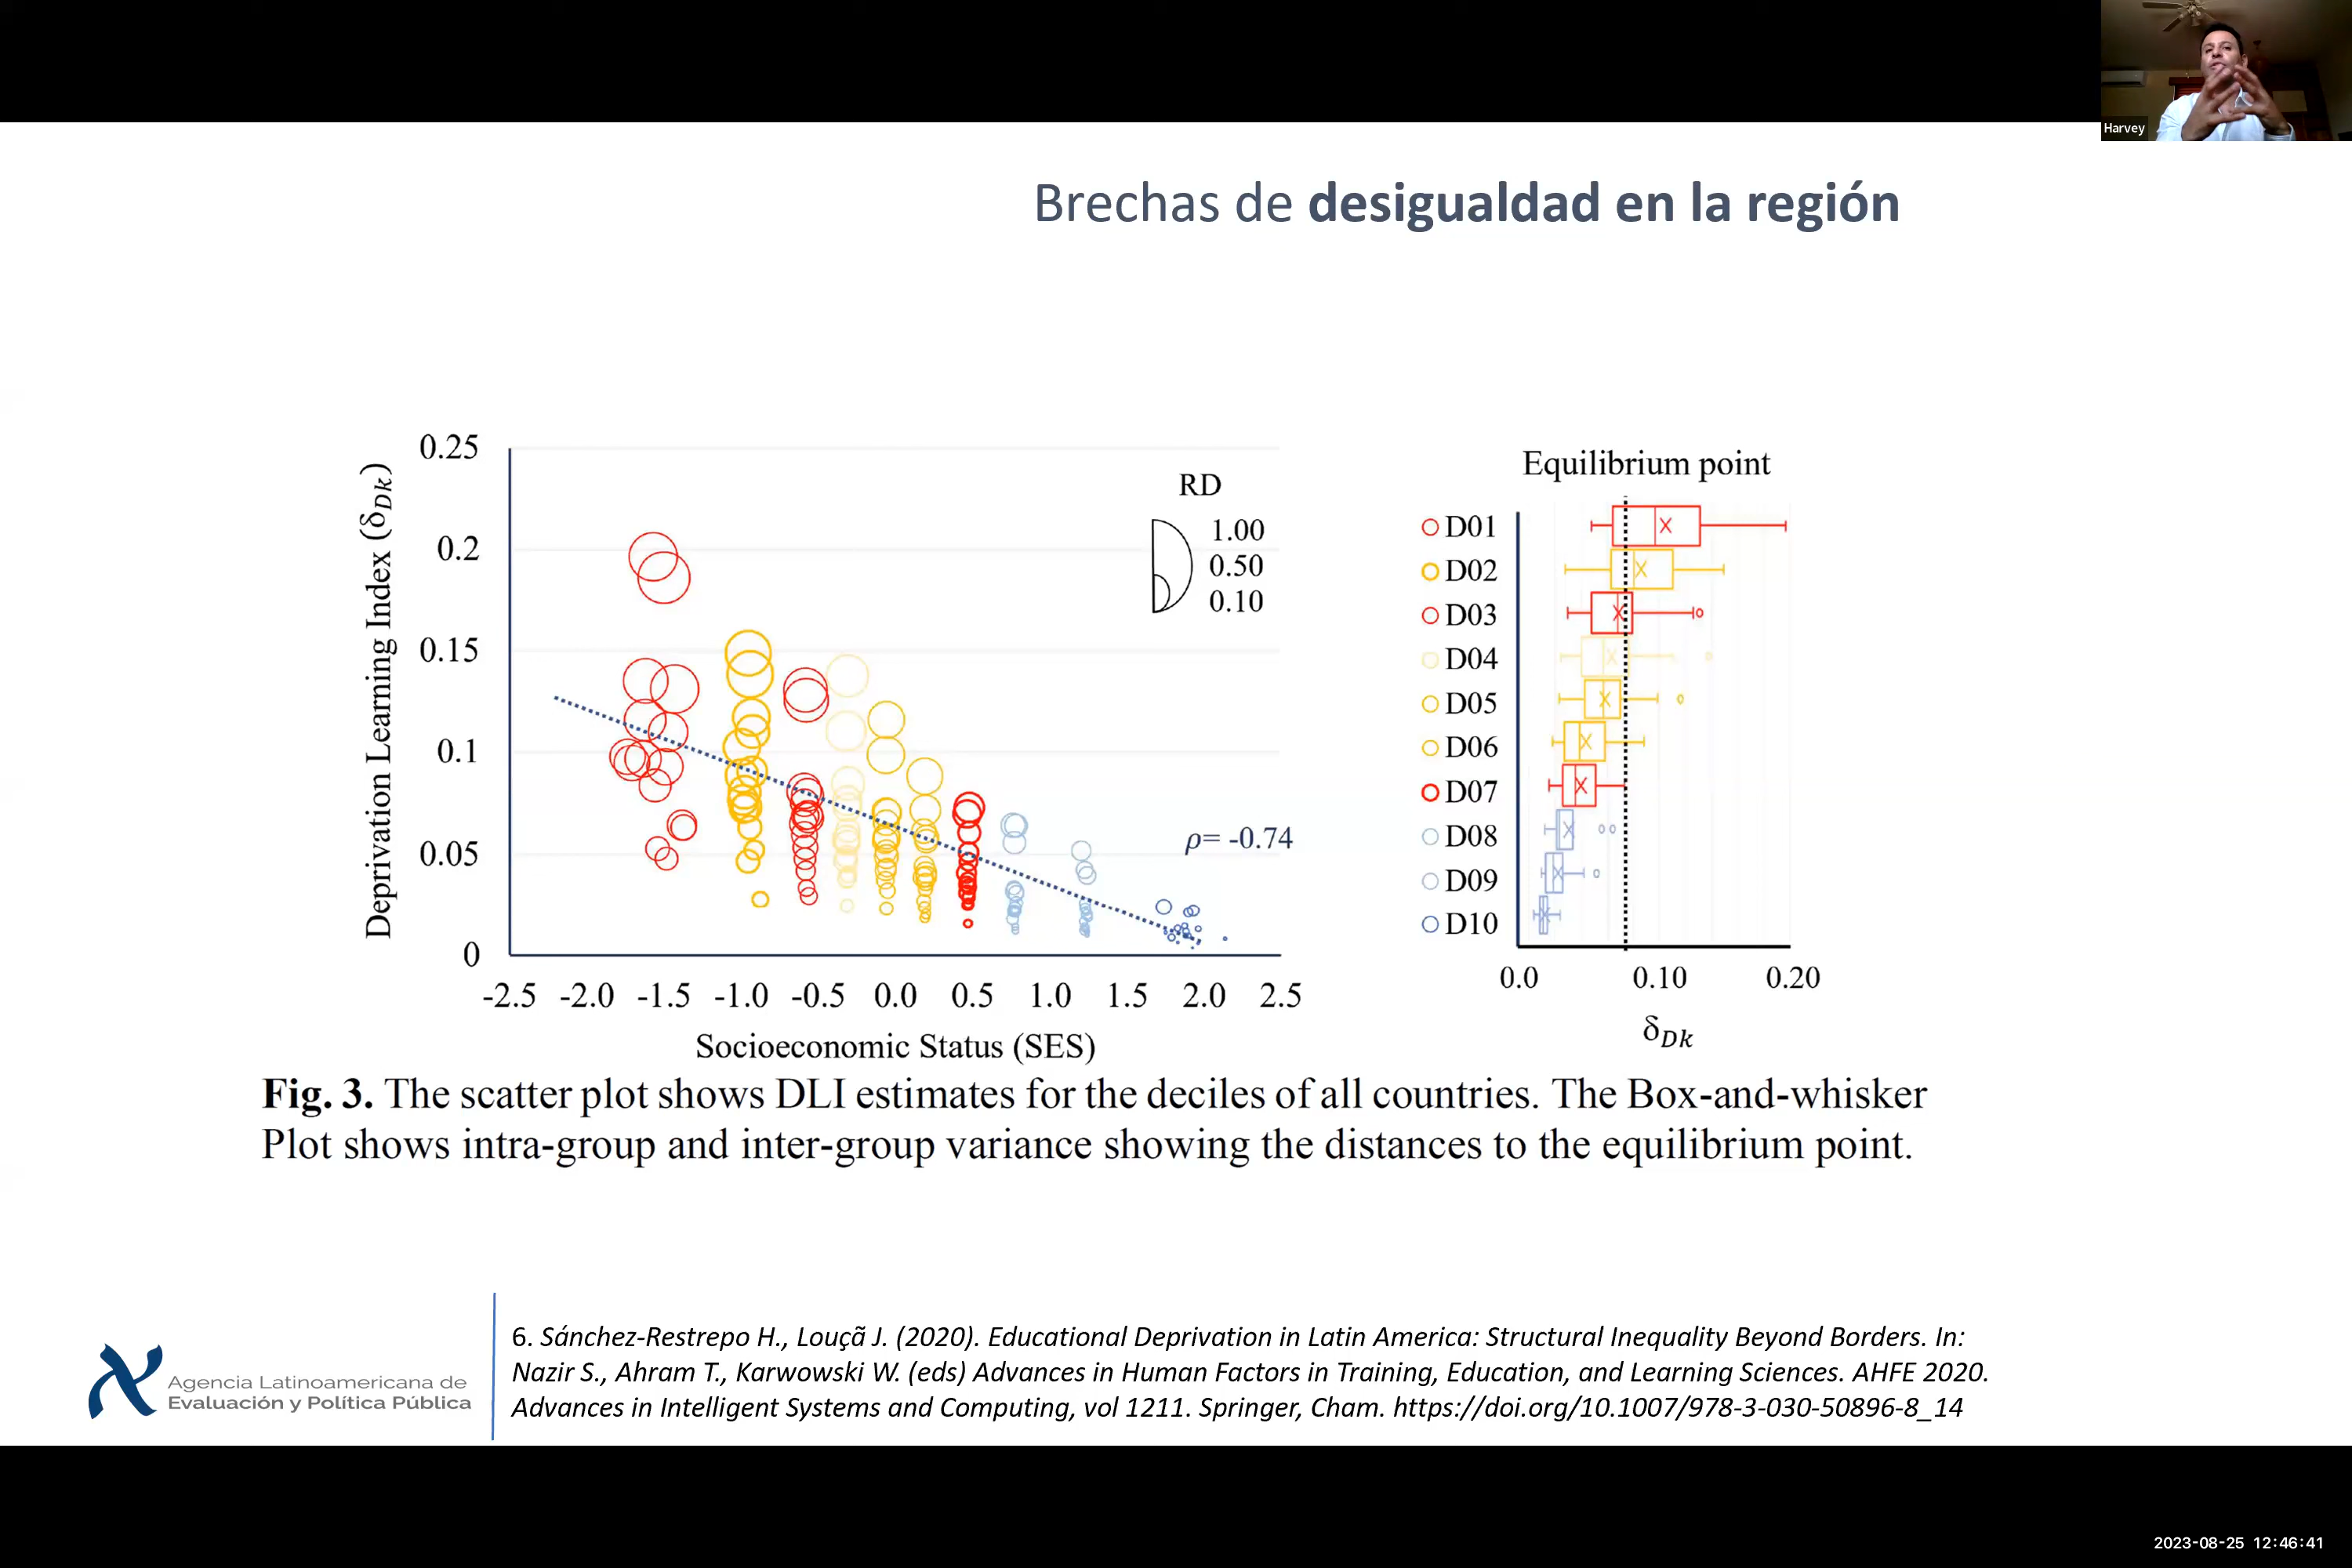 Harvey
Brechas de desigualdad en la región
0.25
0.2
0.15
0.1
0.05
0
Deprivation Learning Index (δDk)
RD
1.00
0.50
0.10
ρ= -0.74
-2.5 -2.0 -1.5 -1.0 -0.5 0.0 0.5 1.0 1.5 2.0 2.5
Socioeconomic Status (SES)
Equilibrium point
D01
D02
D03
D04
D05
D06
D07
D08
D09
D10
0.0 0.10 0.20
δDk
Fig. 3. The scatter plot shows DLI estimates for the deciles of all countries. The Box-and-whisker
Plot shows intra-group and inter-group variance showing the distances to the equilibrium point.
Agencia Latinoamericana de
Evaluación y Política Pública
6. Sánchez-Restrepo H., Louçã J. (2020). Educational Deprivation in Latin America: Structural Inequality Beyond Borders. In:
Nazir S., Ahram T., Karwowski W. (eds) Advances in Human Factors in Training, Education, and Learning Sciences. AHFE 2020.
Advances in Intelligent Systems and Computing, vol 1211. Springer, Cham. https://doi.org/10.1007/978-3-030-50896-8_14
2023-08-25 12:46:41